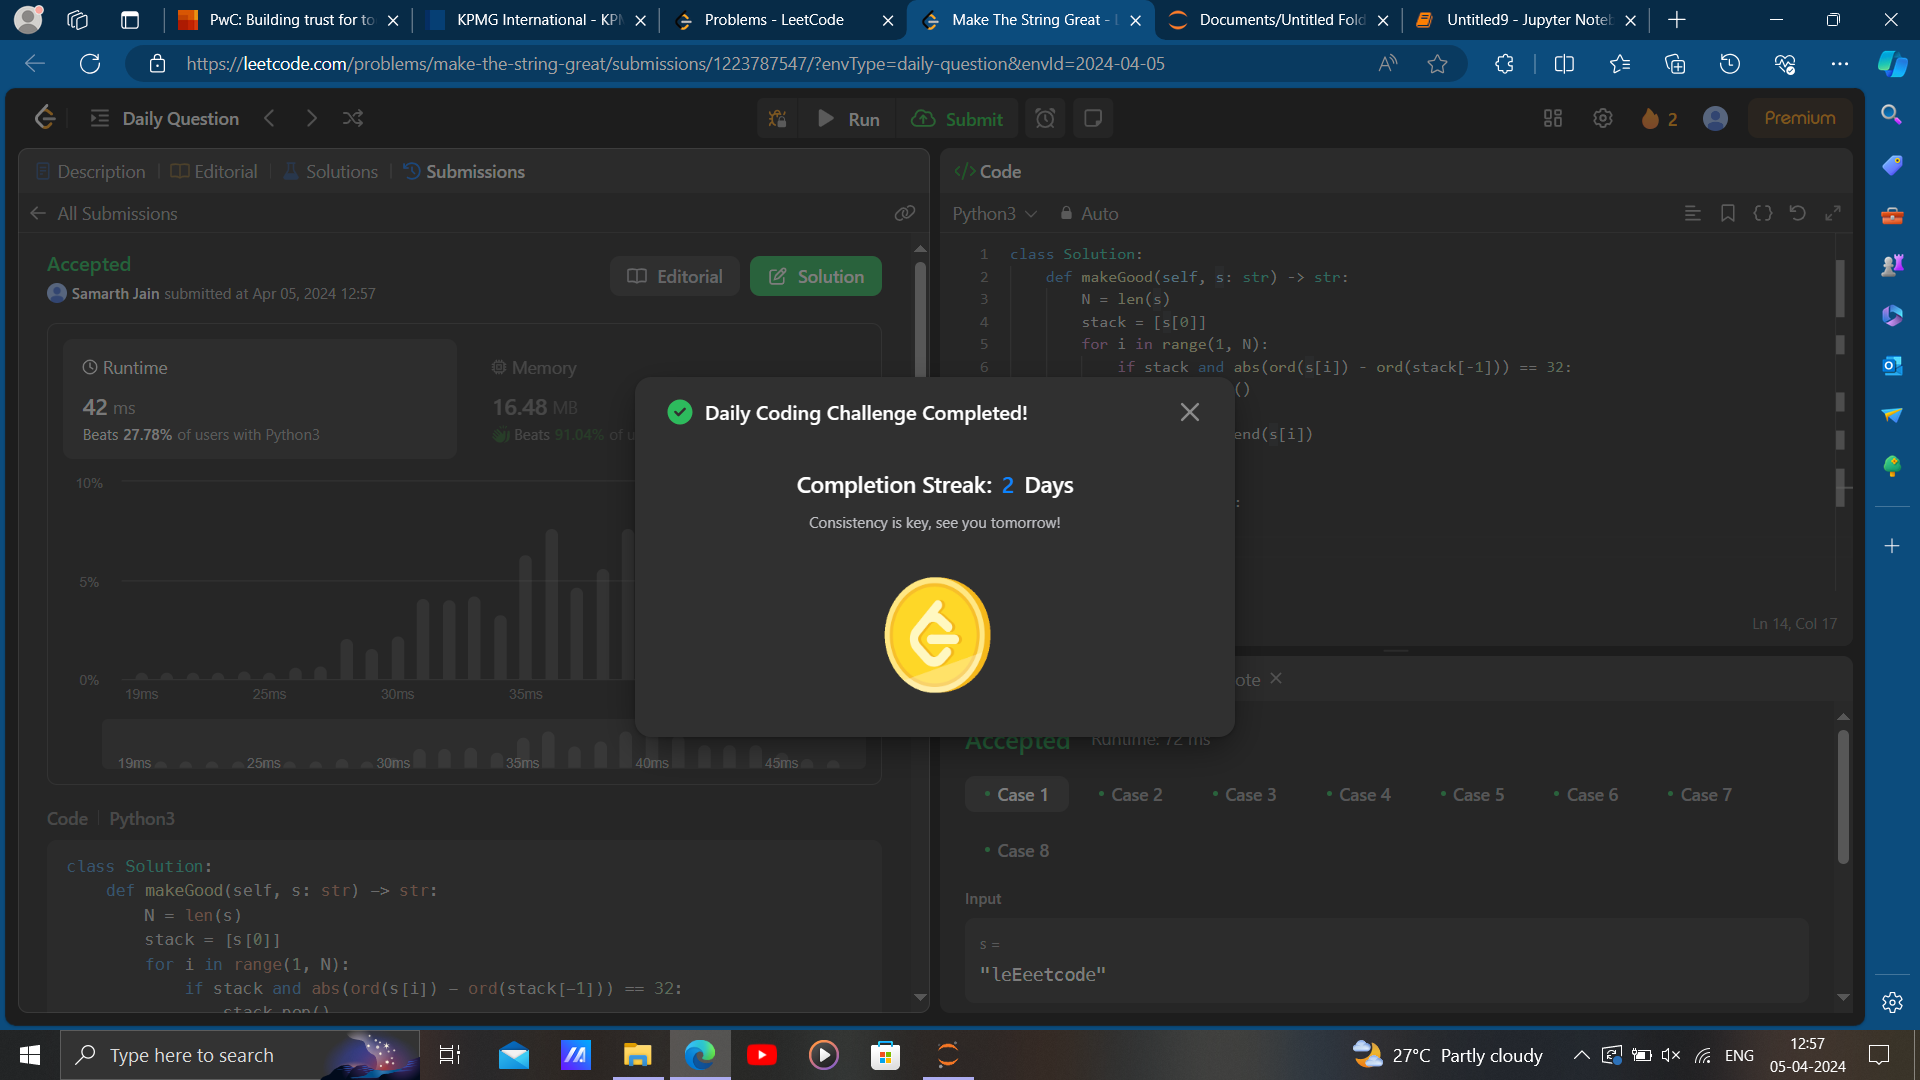 PwC: Building trust for to
KPMG International - KP
Problems - LeetCode
Make The String Great -
Documents/Untitled Fold
Untitled9 - Jupyter Note
https://leetcode.com/problems/make-the-string-great/submissions/1223787547/?envType=daily-question&envId=2024-04-05
Daily Question
Run
Submit
2
Premium
Description
Editorial
Solutions
Submissions
</> Code
All Submissions
Python3
Auto
Accepted
Samarth Jain submitted at Apr 05, 2024 12:57
Editorial
Solution
Runtime
42 ms
Beats 27.78% of users with Python3
Memory
16.48 MB
Beats 91.04% of u
10%
5%
0%
19ms 25ms 30ms 35ms
19ms 25ms 30ms 35ms 40ms 45ms
Code
Python3
class Solution:
def makeGood(self, s: str) -> str:
N = len(s)
stack = [s[0]]
for i in range(1, N):
if stack and abs(ord(s[i]) - ord(stack[-1])) == 32:
stack.pop()
1 class Solution:
2 def makeGood(self, s: str) -> str:
3 N = len(s)
4 stack = [s[0]]
5 for i in range(1, N):
6 if stack and abs(ord(s[i]) - ord(stack[-1])) == 32:
()
end(s[i])
:
Ln 14, Col 17
Daily Coding Challenge Completed!
Completion Streak: 2 Days
Consistency is key, see you tomorrow!
ote
Accepted
Runtime: 72 ms
Case 1
Case 2
Case 3
Case 4
Case 5
Case 6
Case 7
Case 8
Input
s =
"leEeetcode"
Type here to search
27°C Partly cloudy
ENG
12:57
05-04-2024